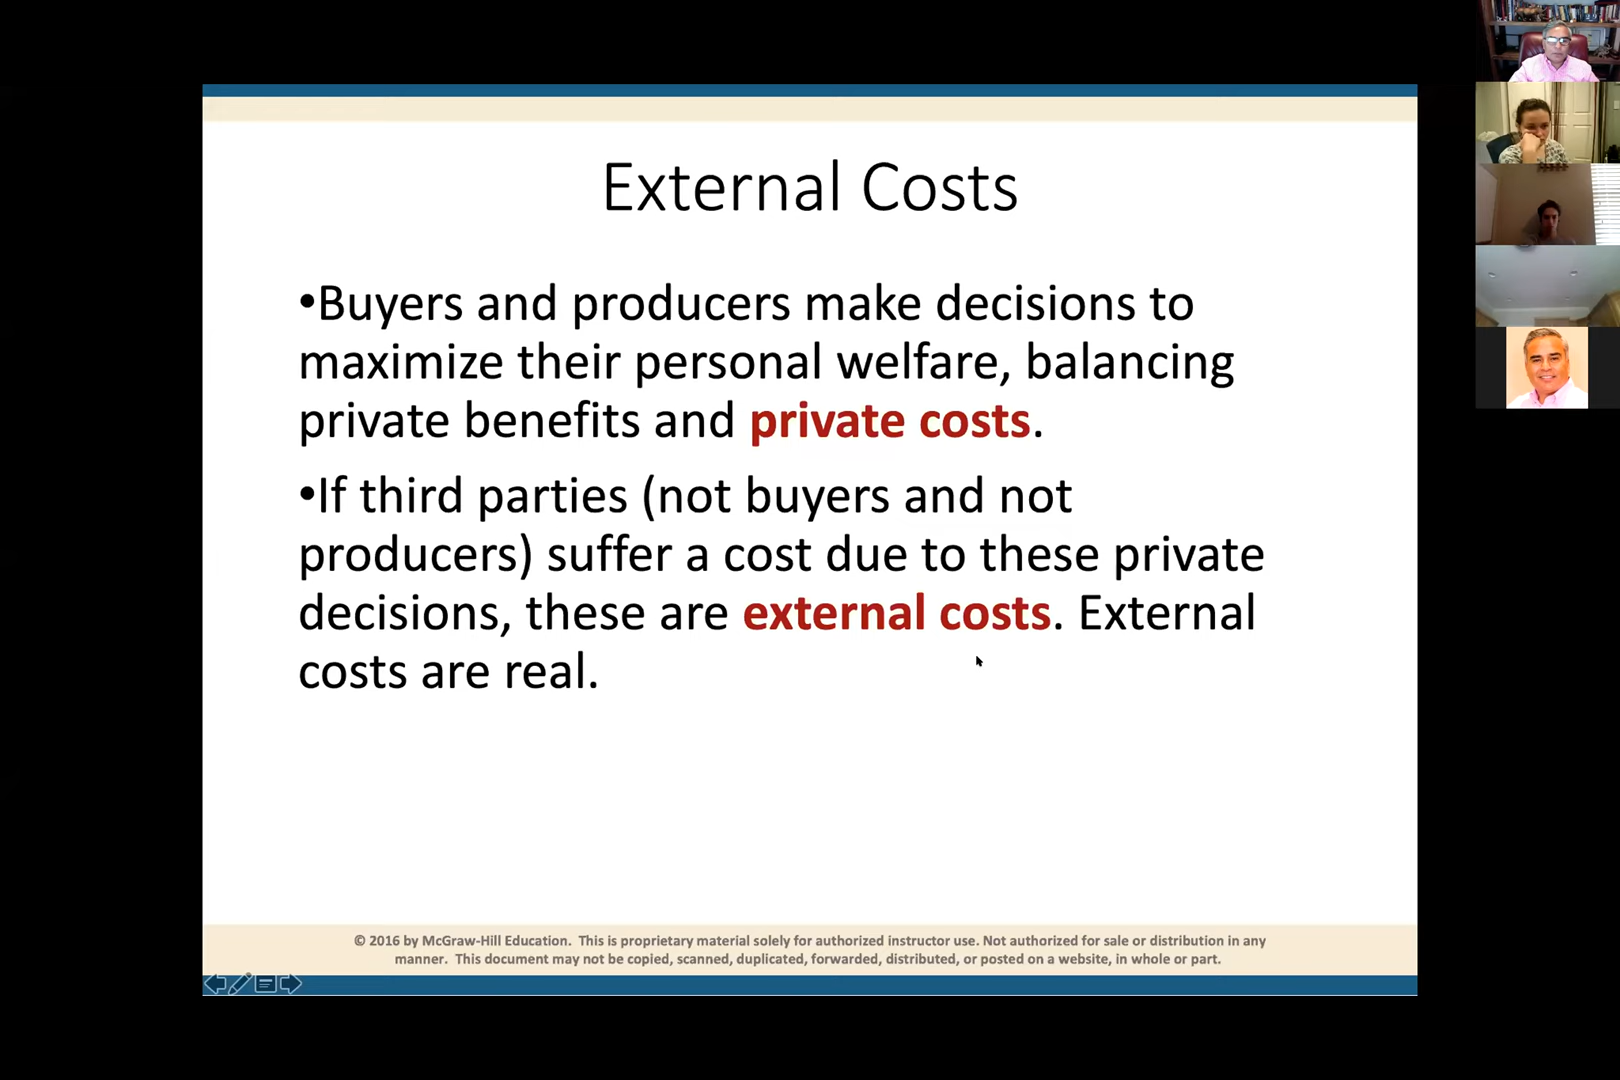 External Costs
•Buyers and producers make decisions to
maximize their personal welfare, balancing
private benefits and private costs.
•If third parties (not buyers and not
producers) suffer a cost due to these private
decisions, these are external costs. External
costs are real.
© 2016 by McGraw-Hill Education. This is proprietary material solely for authorized instructor use. Not authorized for sale or distribution in any
manner. This document may not be copied, scanned, duplicated, forwarded, distributed, or posted on a website, in whole or part.